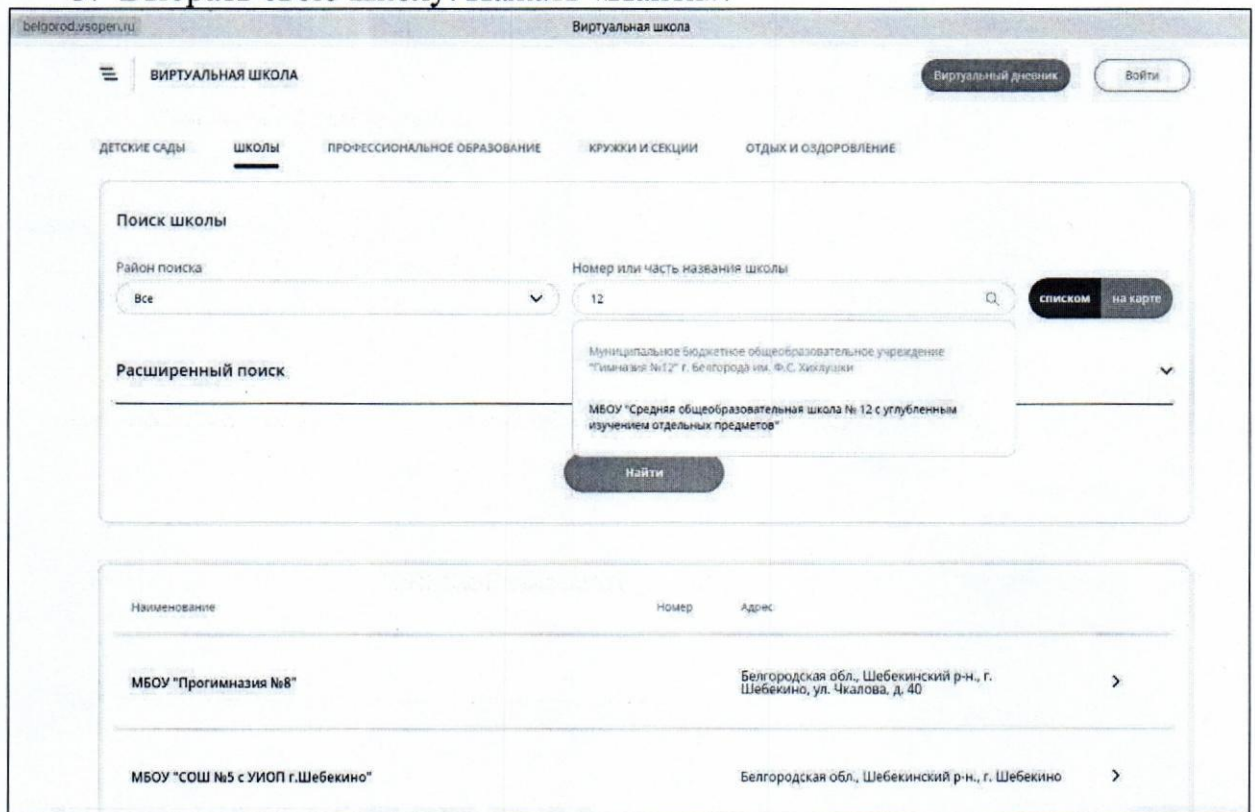 belgorod.vsopen.ru
Виртуальная школа
ВИРТУАЛЬНАЯ ШКОЛА
Виртуальный дневник
Войти
ДЕТСКИЕ САДЫ
ШКОЛЫ
ПРОФЕССИОНАЛЬНОЕ ОБРАЗОВАНИЕ
КРУЖКИ И СЕКЦИИ
ОТДЫХ И ОЗДОРОВЛЕНИЕ
Поиск школы
Район поиска
Номер или часть названия школы
Все
12
списком
на карте
Муниципальное бюджетное общеобразовательное учреждение
"Гимназия №12" г. Белгорода им. Ф.С. Хихлушки
Расширенный поиск
МБОУ "Средняя общеобразовательная школа № 12 с углубленным
изучением отдельных предметов"
Найти
Наименование
Номер
Адрес
МБОУ "Прогимназия №8"
Белгородская обл., Шебекинский р-н., г.
Шебекино, ул. Чкалова, д. 40
МБОУ "СОШ №5 с УИОП г.Шебекино"
Белгородская обл., Шебекинский р-н., г. Шебекино